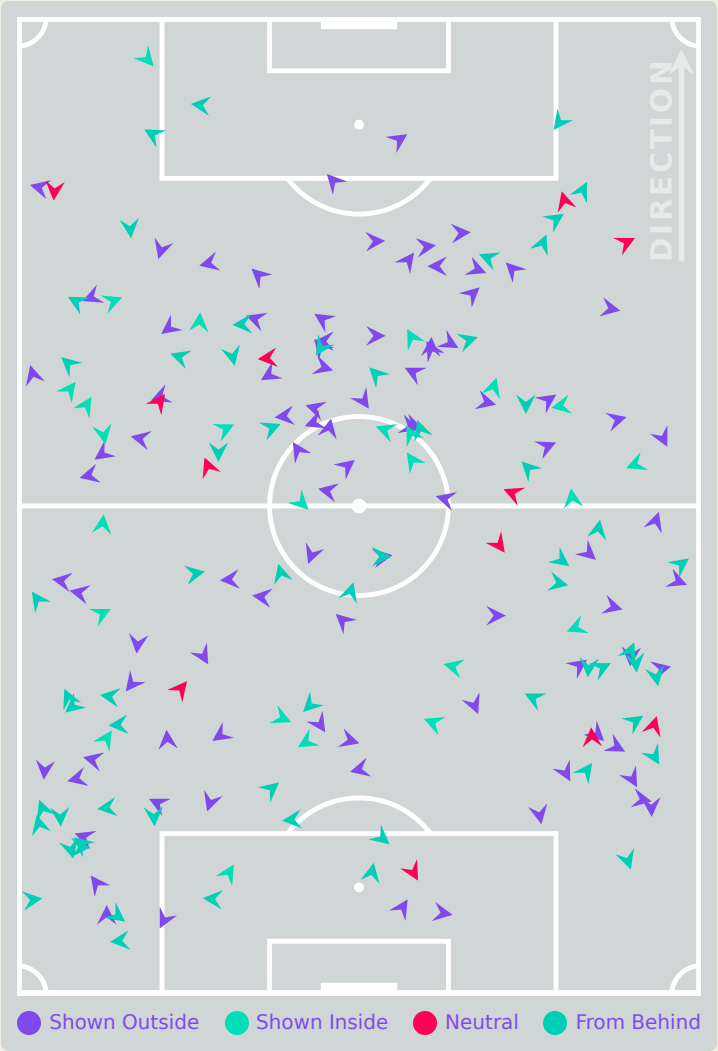 DIRECTION
Shown Outside
Shown Inside
Neutral
From Behind